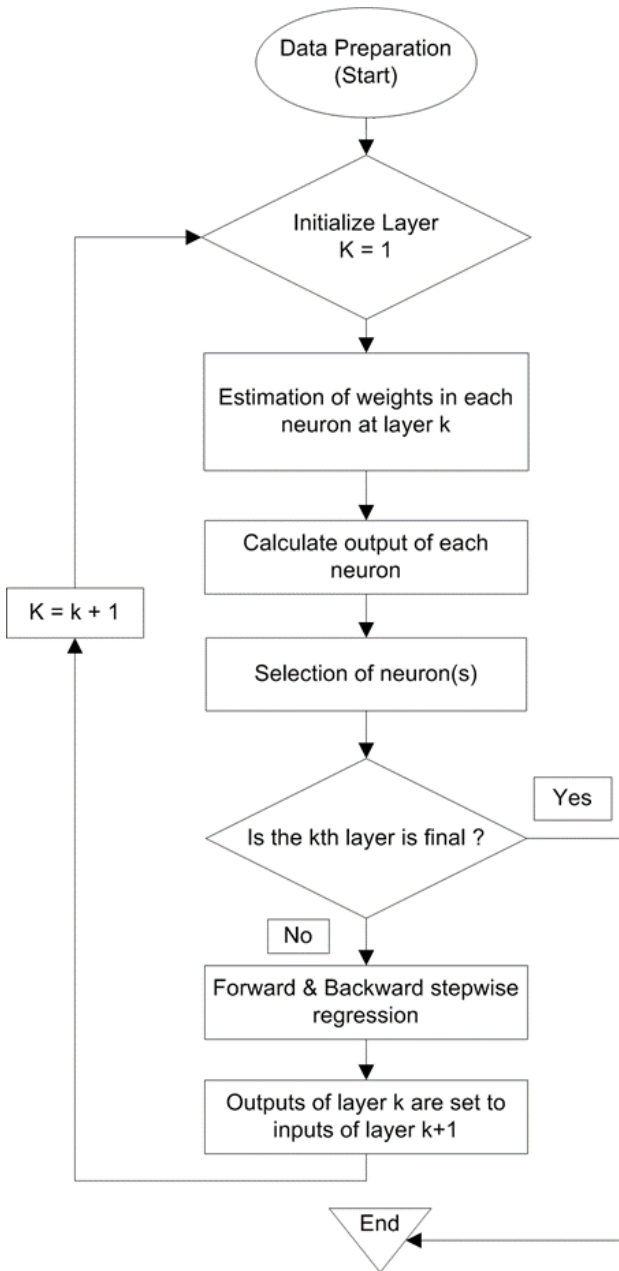 Data Preparation
(Start)
Initialize Layer
K = 1
Estimation of weights in each
neuron at layer k
Calculate output of each
neuron
K = k + 1
Selection of neuron(s)
Yes
Is the kth layer is final ?
No
Forward & Backward stepwise
regression
Outputs of layer k are set to
inputs of layer k+1
End